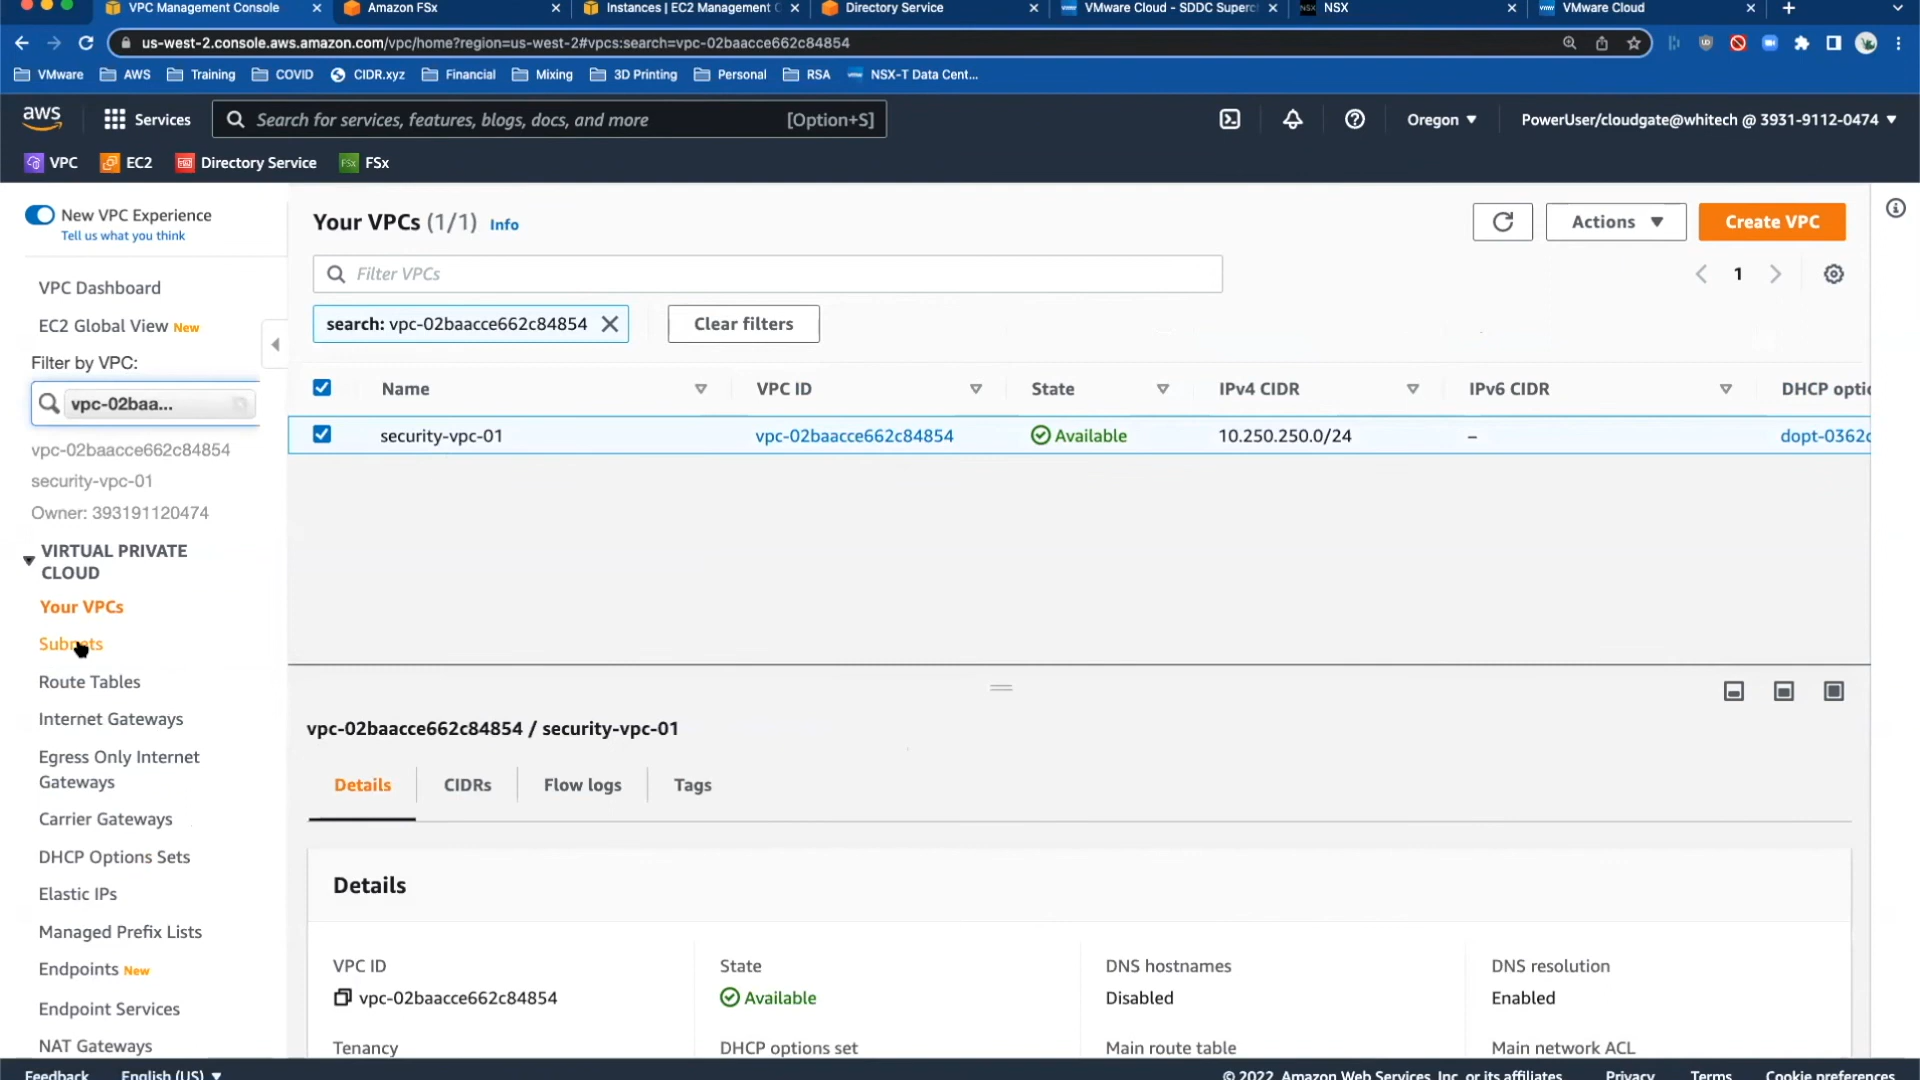 VPC Management Console
Amazon FSx
Instances | EC2 Management C
Directory Service
VMware Cloud - SDDC Superc
NSX
VMware Cloud
us-west-2.console.aws.amazon.com/vpc/home?region=us-west-2#vpcs:search=vpc-02baacce662c84854
VMware AWS Training COVID CIDR.xyz Financial Mixing 3D Printing Personal RSA NSX-T Data Cent...
aws Services Search for services, features, blogs, docs, and more [Option+S] Oregon ▼ PowerUser/cloudgate@whitech @ 3931-9112-0474 ▼
VPC EC2 Directory Service FSx
New VPC Experience
Tell us what you think
VPC Dashboard
EC2 Global View New
Filter by VPC:
vpc-02baa...
vpc-02baacce662c84854
security-vpc-01
Owner: 393191120474
VIRTUAL PRIVATE
CLOUD
Your VPCs
Subnets
Route Tables
Internet Gateways
Egress Only Internet
Gateways
Carrier Gateways
DHCP Options Sets
Elastic IPs
Managed Prefix Lists
Endpoints New
Endpoint Services
NAT Gateways
Your VPCs (1/1) Info
Actions ▼ Create VPC
Filter VPCs
1
search: vpc-02baacce662c84854
Clear filters
Name VPC ID State IPv4 CIDR IPv6 CIDR DHCP optio
security-vpc-01 vpc-02baacce662c84854 Available 10.250.250.0/24 – dopt-0362c
vpc-02baacce662c84854 / security-vpc-01
Details CIDRs Flow logs Tags
Details
VPC ID State DNS hostnames DNS resolution
vpc-02baacce662c84854 Available Disabled Enabled
Tenancy DHCP options set Main route table Main network ACL
Feedback English (US) ▼ © 2022, Amazon Web Services, Inc. or its affiliates. Privacy Terms Cookie preferences